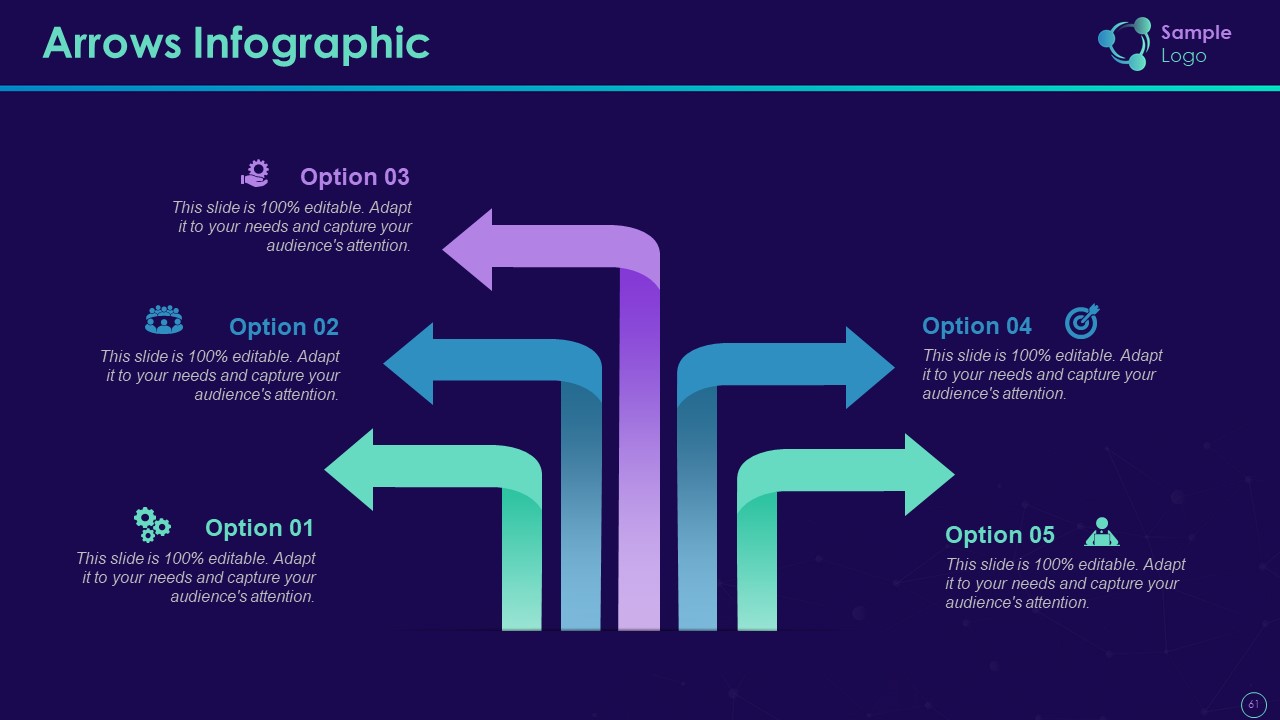 Arrows Infographic
Sample
Logo
Option 03
This slide is 100% editable. Adapt
it to your needs and capture your
audience's attention.
Option 02
This slide is 100% editable. Adapt
it to your needs and capture your
audience's attention.
Option 04
This slide is 100% editable. Adapt
it to your needs and capture your
audience's attention.
Option 01
This slide is 100% editable. Adapt
it to your needs and capture your
audience's attention.
Option 05
This slide is 100% editable. Adapt
it to your needs and capture your
audience's attention.
61